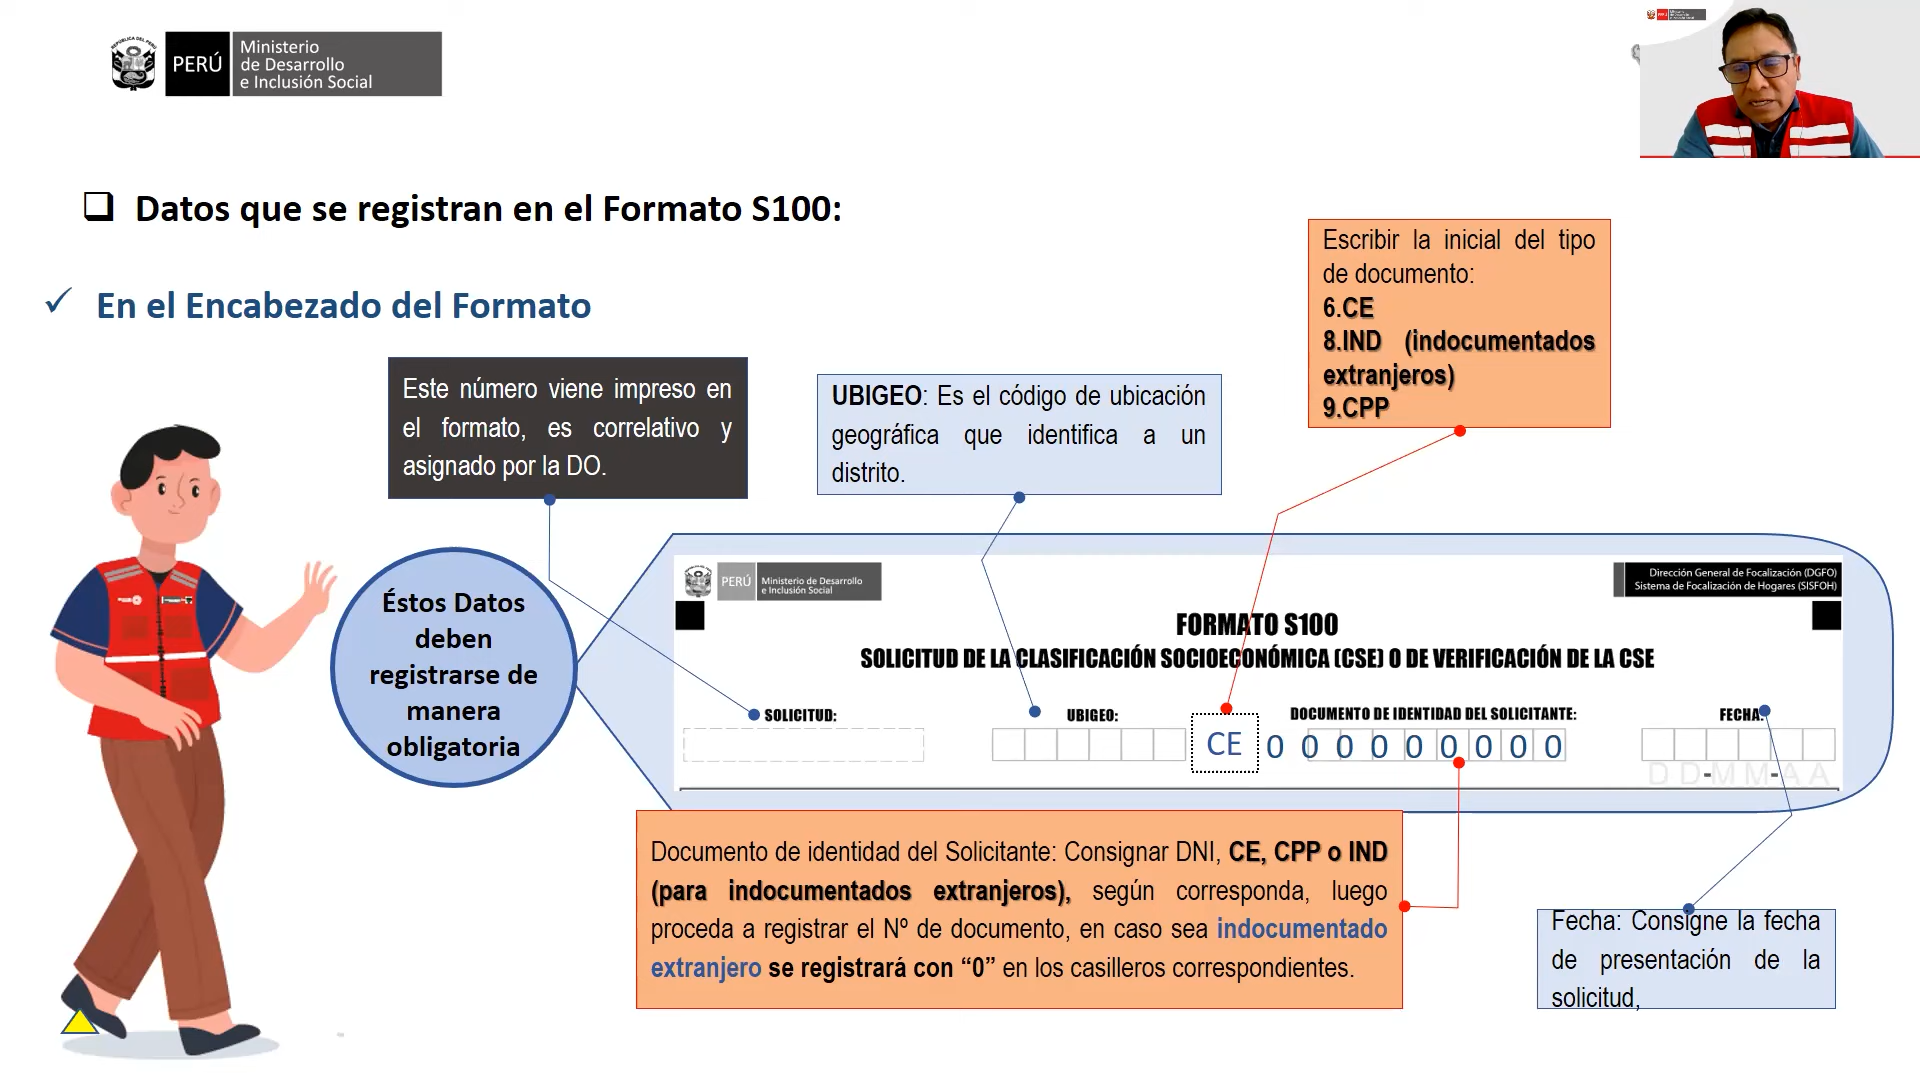 PERÚ
Ministerio
de Desarrollo
e Inclusión Social
❑ Datos que se registran en el Formato S100:
✓ En el Encabezado del Formato
Escribir la inicial del tipo
de documento:
6.CE
8.IND (indocumentados
extranjeros)
9.CPP
Este número viene impreso en
el formato, es correlativo y
asignado por la DO.
UBIGEO: Es el código de ubicación
geográfica que identifica a un
distrito.
Éstos Datos
deben
registrarse de
manera
obligatoria
PERÚ
Ministerio de Desarrollo
e Inclusión Social
Dirección General de Focalización (DGFO)
Sistema de Focalización de Hogares (SISFOH)
FORMATO S100
SOLICITUD DE LA CLASIFICACIÓN SOCIOECONÓMICA (CSE) O DE VERIFICACIÓN DE LA CSE
SOLICITUD: UBIGEO: DOCUMENTO DE IDENTIDAD DEL SOLICITANTE: FECHA:
CE 0 0 0 0 0 0 0 0 0
DD-MM-AA
Documento de identidad del Solicitante: Consignar DNI, CE, CPP o IND
(para indocumentados extranjeros), según corresponda, luego
proceda a registrar el Nº de documento, en caso sea indocumentado
extranjero se registrará con “0” en los casilleros correspondientes.
Fecha: Consigne la fecha
de presentación de la
solicitud,